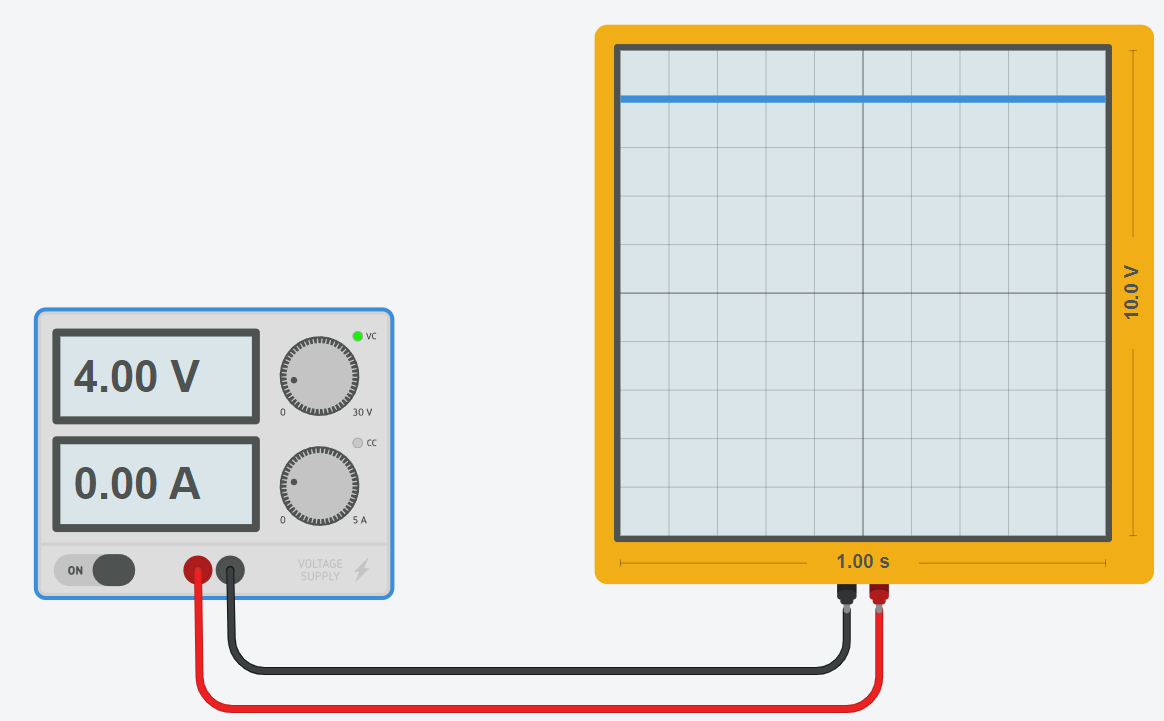 4.00 V
VC
0
30 V
0.00 A
CC
0
5 A
ON
VOLTAGE
SUPPLY
10.0 V
1.00 s